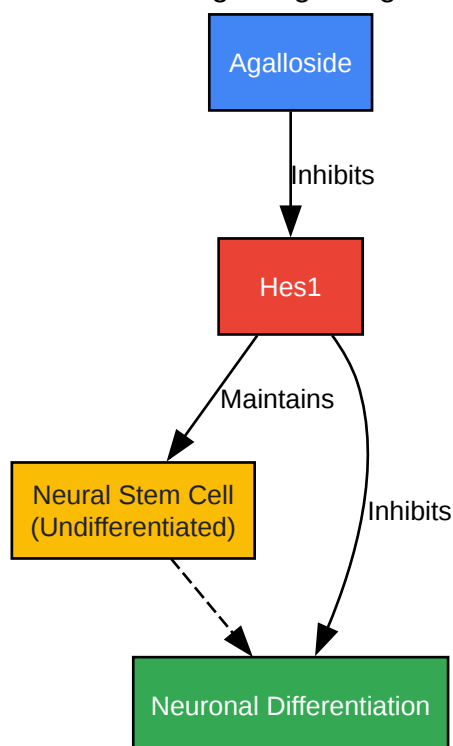 Agalloside
Inhibits
Hes1
Maintains
Neural Stem Cell
(Undifferentiated)
Inhibits
Neuronal Differentiation